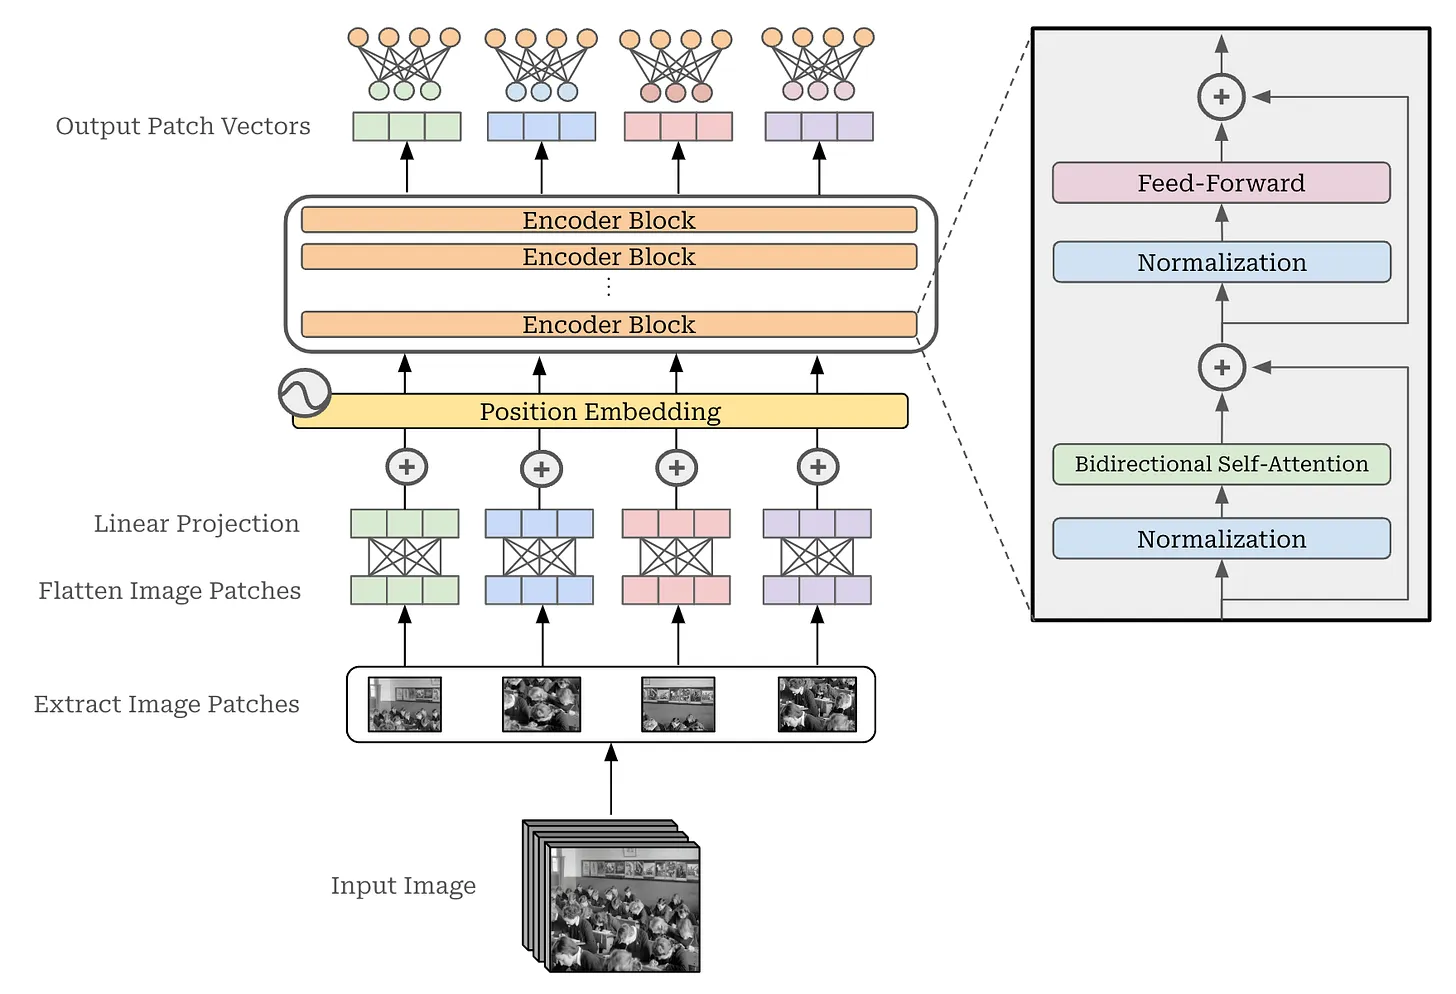 Output Patch Vectors
Encoder Block
Encoder Block
⋮
Encoder Block
Position Embedding
+
+
+
+
Linear Projection
Flatten Image Patches
Extract Image Patches
Input Image
+
Feed-Forward
Normalization
+
Bidirectional Self-Attention
Normalization